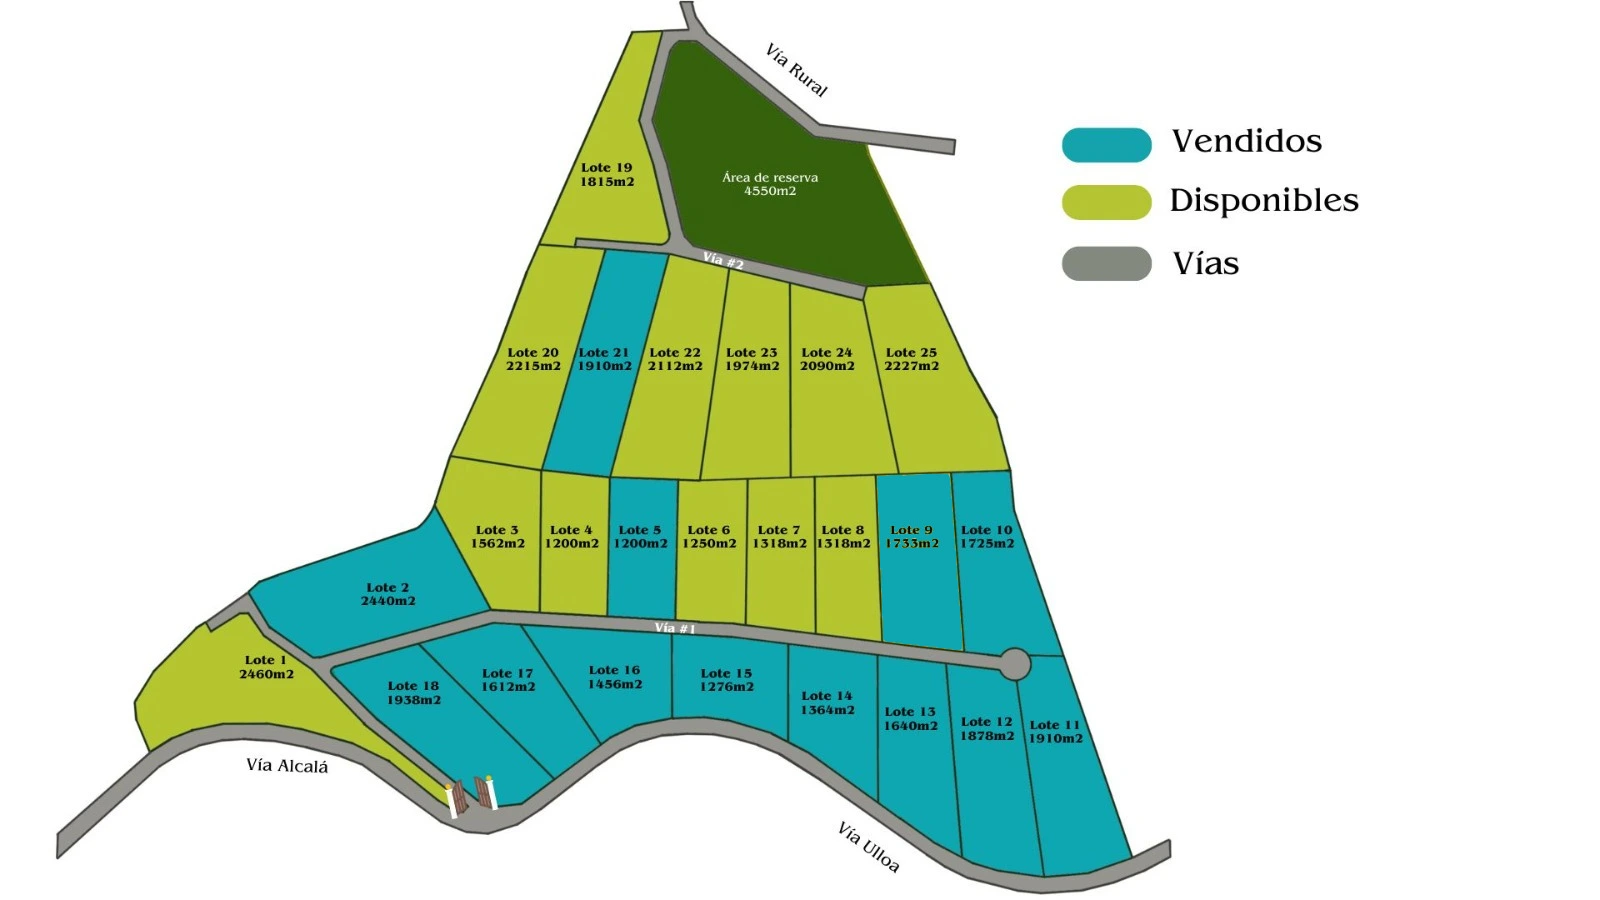 Vía Rural
Vendidos
Disponibles
Vías
Lote 19
1815m2
Área de reserva
4550m2
Vía #2
Lote 20
2215m2
Lote 21
1910m2
Lote 22
2112m2
Lote 23
1974m2
Lote 24
2090m2
Lote 25
2227m2
Lote 3
1562m2
Lote 4
1200m2
Lote 5
1200m2
Lote 6
1250m2
Lote 7
1318m2
Lote 8
1318m2
Lote 9
1733m2
Lote 10
1725m2
Lote 2
2440m2
Vía #1
Lote 1
2460m2
Lote 18
1938m2
Lote 17
1612m2
Lote 16
1456m2
Lote 15
1276m2
Lote 14
1364m2
Lote 13
1640m2
Lote 12
1878m2
Lote 11
1910m2
Vía Alcalá
Vía Ulloa